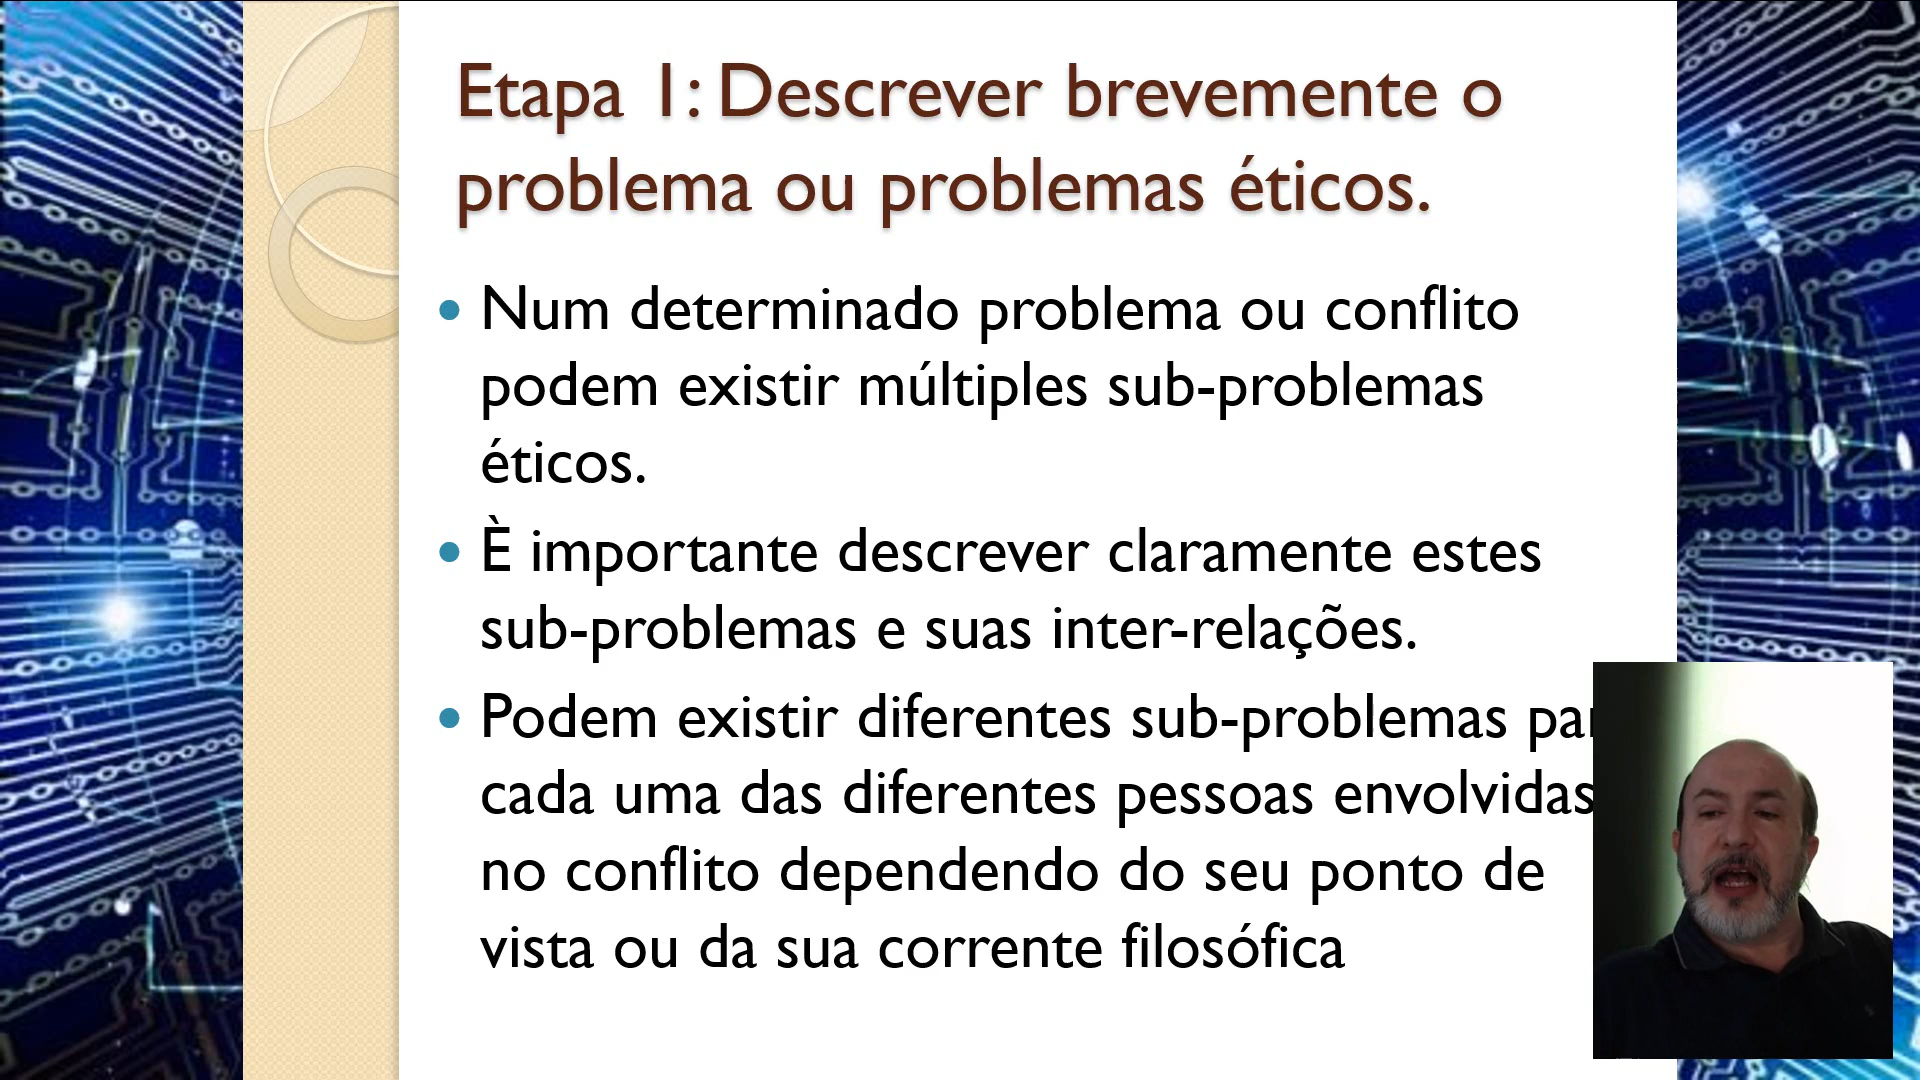 Etapa 1: Descrever brevemente o
problema ou problemas éticos.
• Num determinado problema ou conflito
podem existir múltiples sub-problemas
éticos.
• È importante descrever claramente estes
sub-problemas e suas inter-relações.
• Podem existir diferentes sub-problemas
cada uma das diferentes pessoas envolvidas
no conflito dependendo do seu ponto de
vista ou da sua corrente filosófica